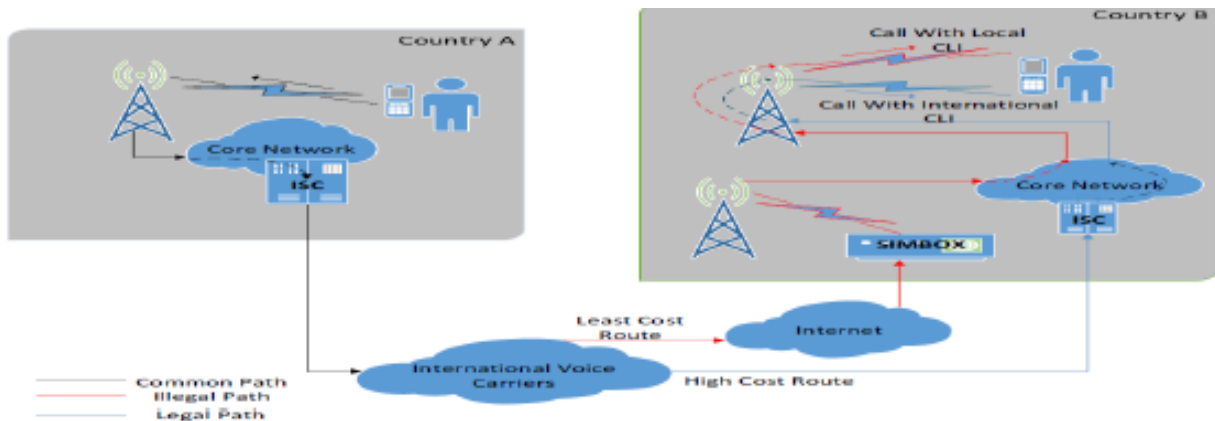 Country A
Core Network
ISC
Country B
Call With Local
CLI
Call With International
CLI
Core Network
ISC
SIMBOX
Least Cost
Route
Internet
International Voice
Carriers
High Cost Route
Common Path
Illegal Path
Legal Path